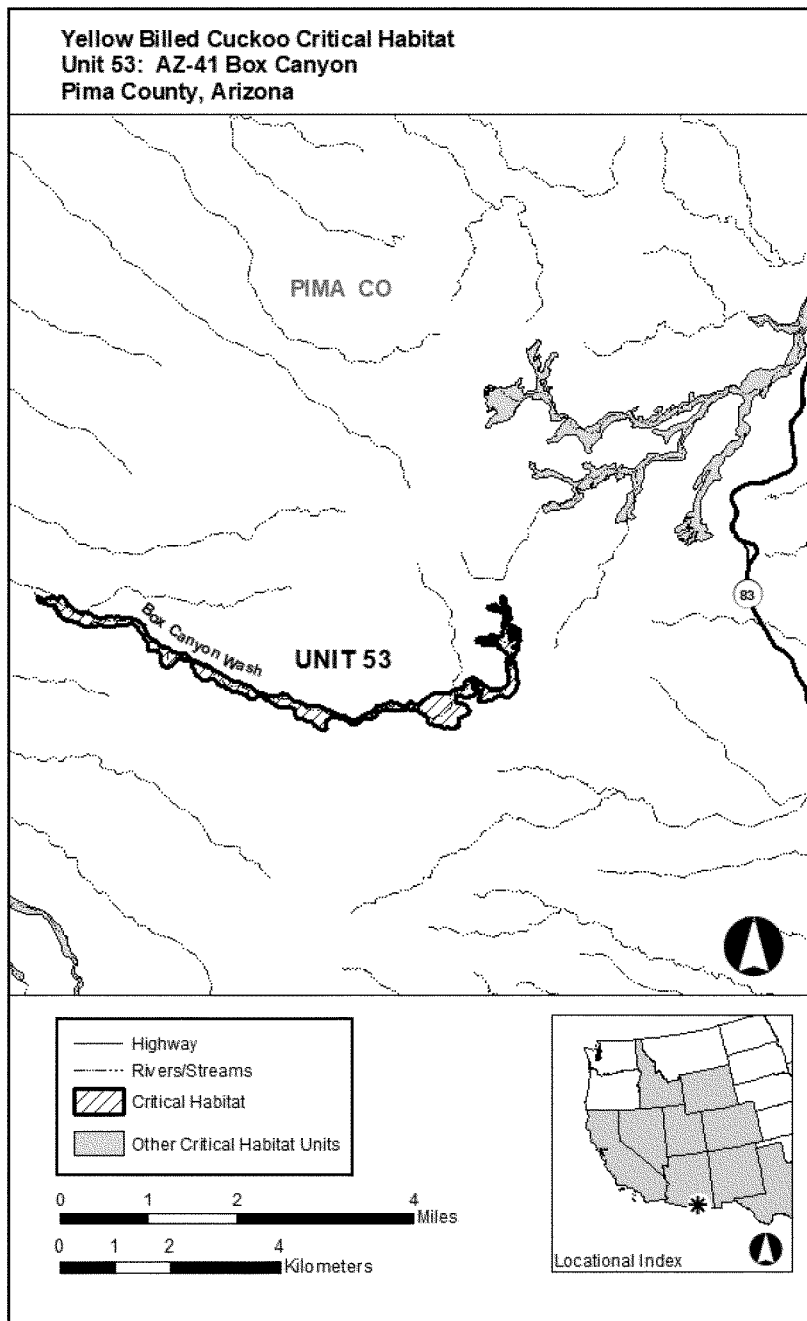 Yellow Billed Cuckoo Critical Habitat
Unit 53: AZ-41 Box Canyon
Pima County, Arizona
PIMA CO
83
Box Canyon Wash
UNIT 53
Highway
Rivers/Streams
Critical Habitat
Other Critical Habitat Units
0 1 2 4 Miles
0 1 2 4 Kilometers
Locational Index